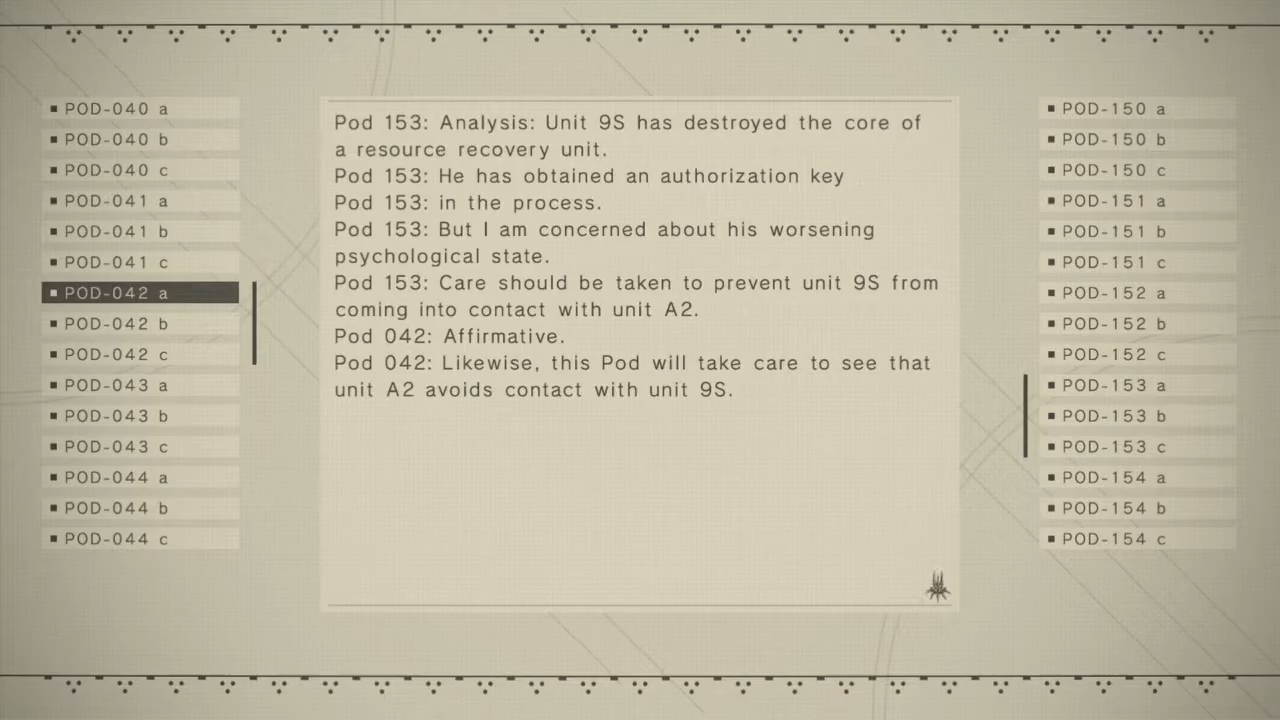 POD-040 a
POD-040 b
POD-040 c
POD-041 a
POD-041 b
POD-041 c
POD-042 a
POD-042 b
POD-042 c
POD-043 a
POD-043 b
POD-043 c
POD-044 a
POD-044 b
POD-044 c
Pod 153: Analysis: Unit 9S has destroyed the core of
a resource recovery unit.
Pod 153: He has obtained an authorization key
Pod 153: in the process.
Pod 153: But I am concerned about his worsening
psychological state.
Pod 153: Care should be taken to prevent unit 9S from
coming into contact with unit A2.
Pod 042: Affirmative.
Pod 042: Likewise, this Pod will take care to see that
unit A2 avoids contact with unit 9S.
POD-150 a
POD-150 b
POD-150 c
POD-151 a
POD-151 b
POD-151 c
POD-152 a
POD-152 b
POD-152 c
POD-153 a
POD-153 b
POD-153 c
POD-154 a
POD-154 b
POD-154 c